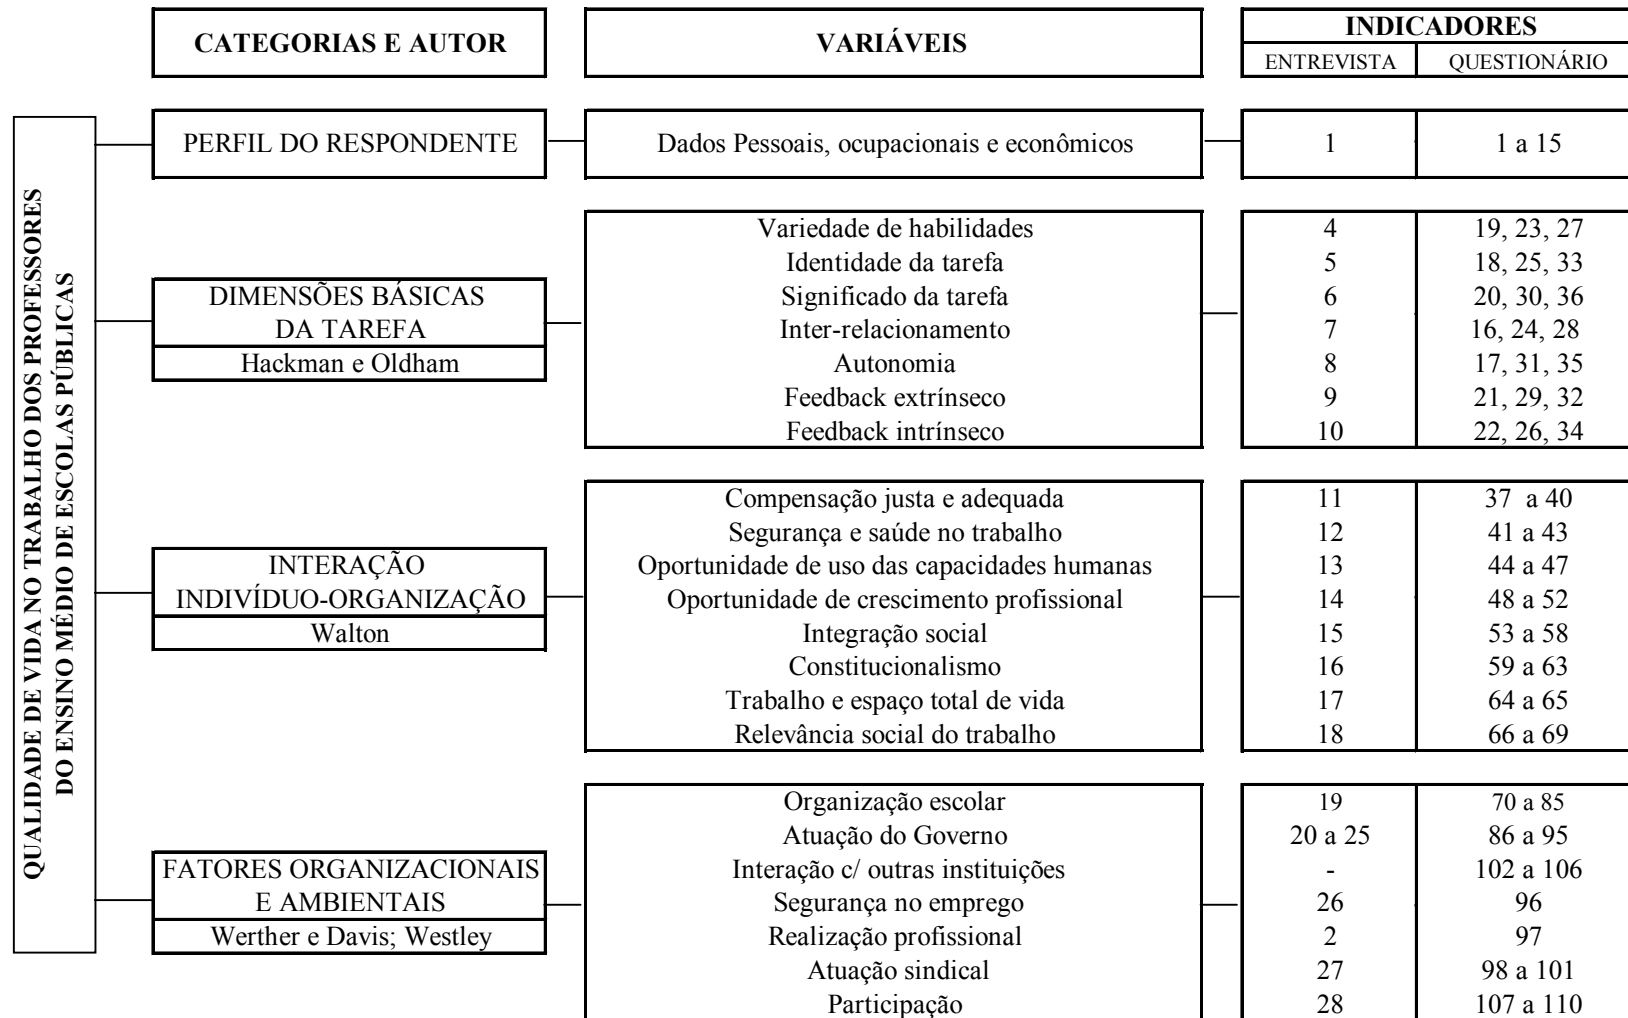 CATEGORIAS E AUTOR
VARIÁVEIS
INDICADORES
ENTREVISTA QUESTIONÁRIO
QUALIDADE DE VIDA NO TRABALHO DOS PROFESSORES
DO ENSINO MÉDIO DE ESCOLAS PÚBLICAS
PERFIL DO RESPONDENTE
Dados Pessoais, ocupacionais e econômicos 1 1 a 15
DIMENSÕES BÁSICAS
DA TAREFA
Hackman e Oldham
Variedade de habilidades 4 19, 23, 27
Identidade da tarefa 5 18, 25, 33
Significado da tarefa 6 20, 30, 36
Inter-relacionamento 7 16, 24, 28
Autonomia 8 17, 31, 35
Feedback extrínseco 9 21, 29, 32
Feedback intrínseco 10 22, 26, 34
INTERAÇÃO
INDIVÍDUO-ORGANIZAÇÃO
Walton
Compensação justa e adequada 11 37 a 40
Segurança e saúde no trabalho 12 41 a 43
Oportunidade de uso das capacidades humanas 13 44 a 47
Oportunidade de crescimento profissional 14 48 a 52
Integração social 15 53 a 58
Constitucionalismo 16 59 a 63
Trabalho e espaço total de vida 17 64 a 65
Relevância social do trabalho 18 66 a 69
FATORES ORGANIZACIONAIS
E AMBIENTAIS
Werther e Davis; Westley
Organização escolar 19 70 a 85
Atuação do Governo 20 a 25 86 a 95
Interação c/ outras instituições - 102 a 106
Segurança no emprego 26 96
Realização profissional 2 97
Atuação sindical 27 98 a 101
Participação 28 107 a 110